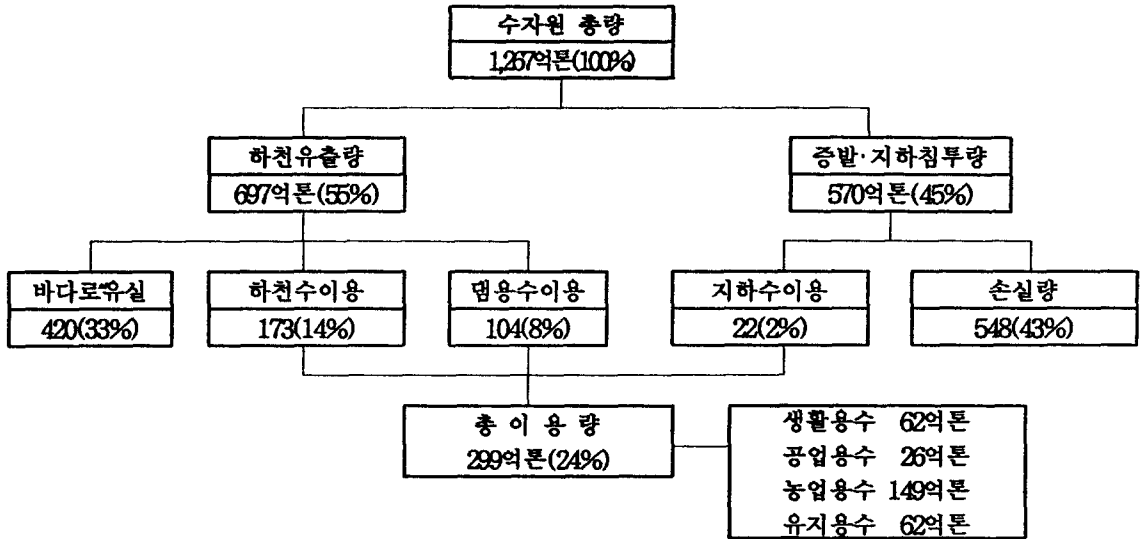 수자원 총량
1,267억톤(100%)
하천유출량
697억톤(55%)
증발·지하침투량
570억톤(45%)
바다로 유실
420(33%)
하천수이용
173(14%)
댐용수이용
104(8%)
지하수이용
22(2%)
손실량
548(43%)
총 이 용 량
299억톤(24%)
생활용수 62억톤
공업용수 26억톤
농업용수 149억톤
유지용수 62억톤